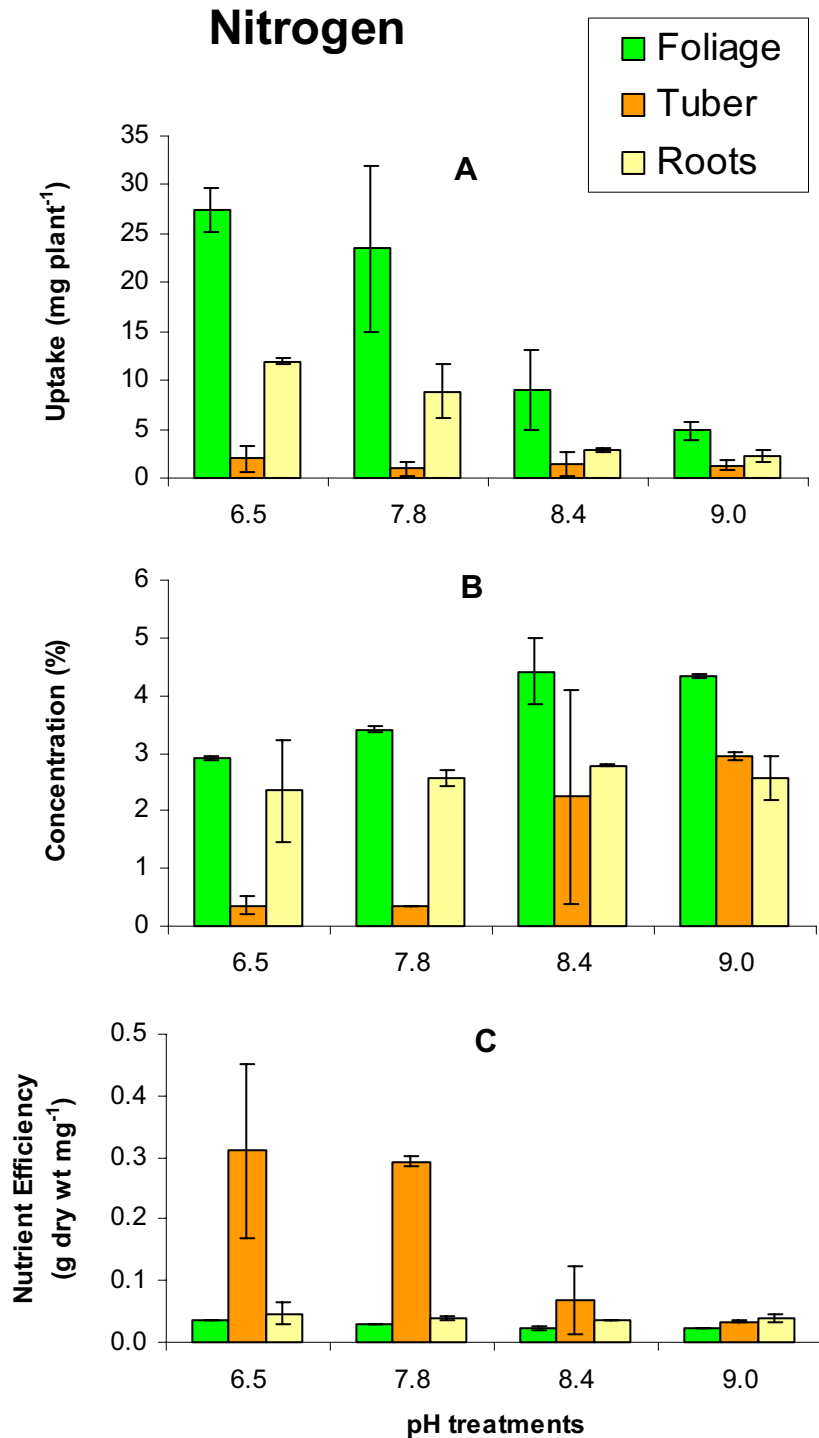 Nitrogen
Foliage
Tuber
Roots
A
Uptake (mg plant⁻¹)
35
30
25
20
15
10
5
0
6.5 7.8 8.4 9.0
B
Concentration (%)
6
5
4
3
2
1
0
6.5 7.8 8.4 9.0
C
Nutrient Efficiency
(g dry wt mg⁻¹)
0.5
0.4
0.3
0.2
0.1
0.0
6.5 7.8 8.4 9.0
pH treatments